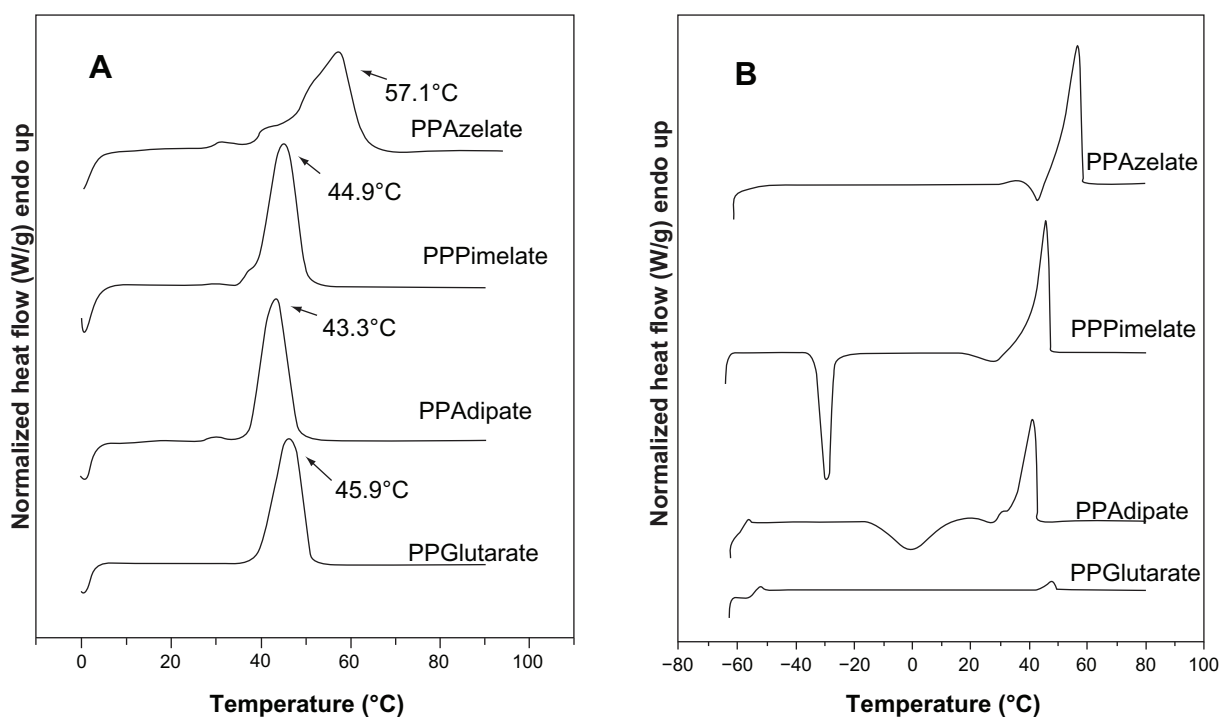 A
57.1°C
PPAzelate
44.9°C
PPPimelate
43.3°C
PPAdipate
45.9°C
PPGlutarate
Normalized heat flow (W/g) endo up
0 20 40 60 80 100
Temperature (°C)
B
PPAzelate
PPPimelate
PPAdipate
PPGlutarate
Normalized heat flow (W/g) endo up
−80 −60 −40 −20 0 20 40 60 80 100
Temperature (°C)